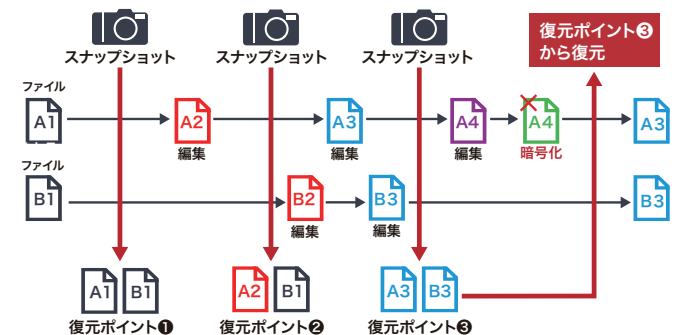 スナップショット
スナップショット
スナップショット
復元ポイント❸
から復元
ファイル
A1
A2
編集
A3
編集
A4
編集
A4
暗号化
A3
ファイル
B1
B2
編集
B3
編集
B3
A1
B1
復元ポイント❶
A2
B1
復元ポイント❷
A3
B3
復元ポイント❸